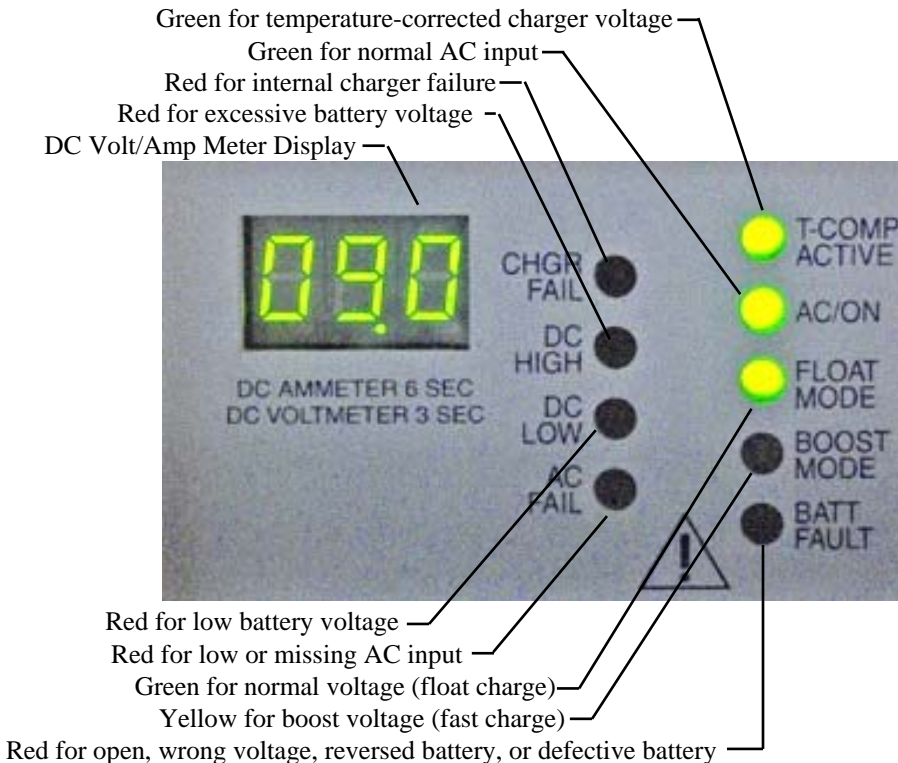 Green for temperature-corrected charger voltage
Green for normal AC input
Red for internal charger failure
Red for excessive battery voltage
DC Volt/Amp Meter Display
09.0
DC AMMETER 6 SEC
DC VOLTMETER 3 SEC
CHGR
FAIL
DC
HIGH
DC
LOW
AC
FAIL
T-COMP
ACTIVE
AC/ON
FLOAT
MODE
BOOST
MODE
BATT
FAULT
!
Red for low battery voltage
Red for low or missing AC input
Green for normal voltage (float charge)
Yellow for boost voltage (fast charge)
Red for open, wrong voltage, reversed battery, or defective battery